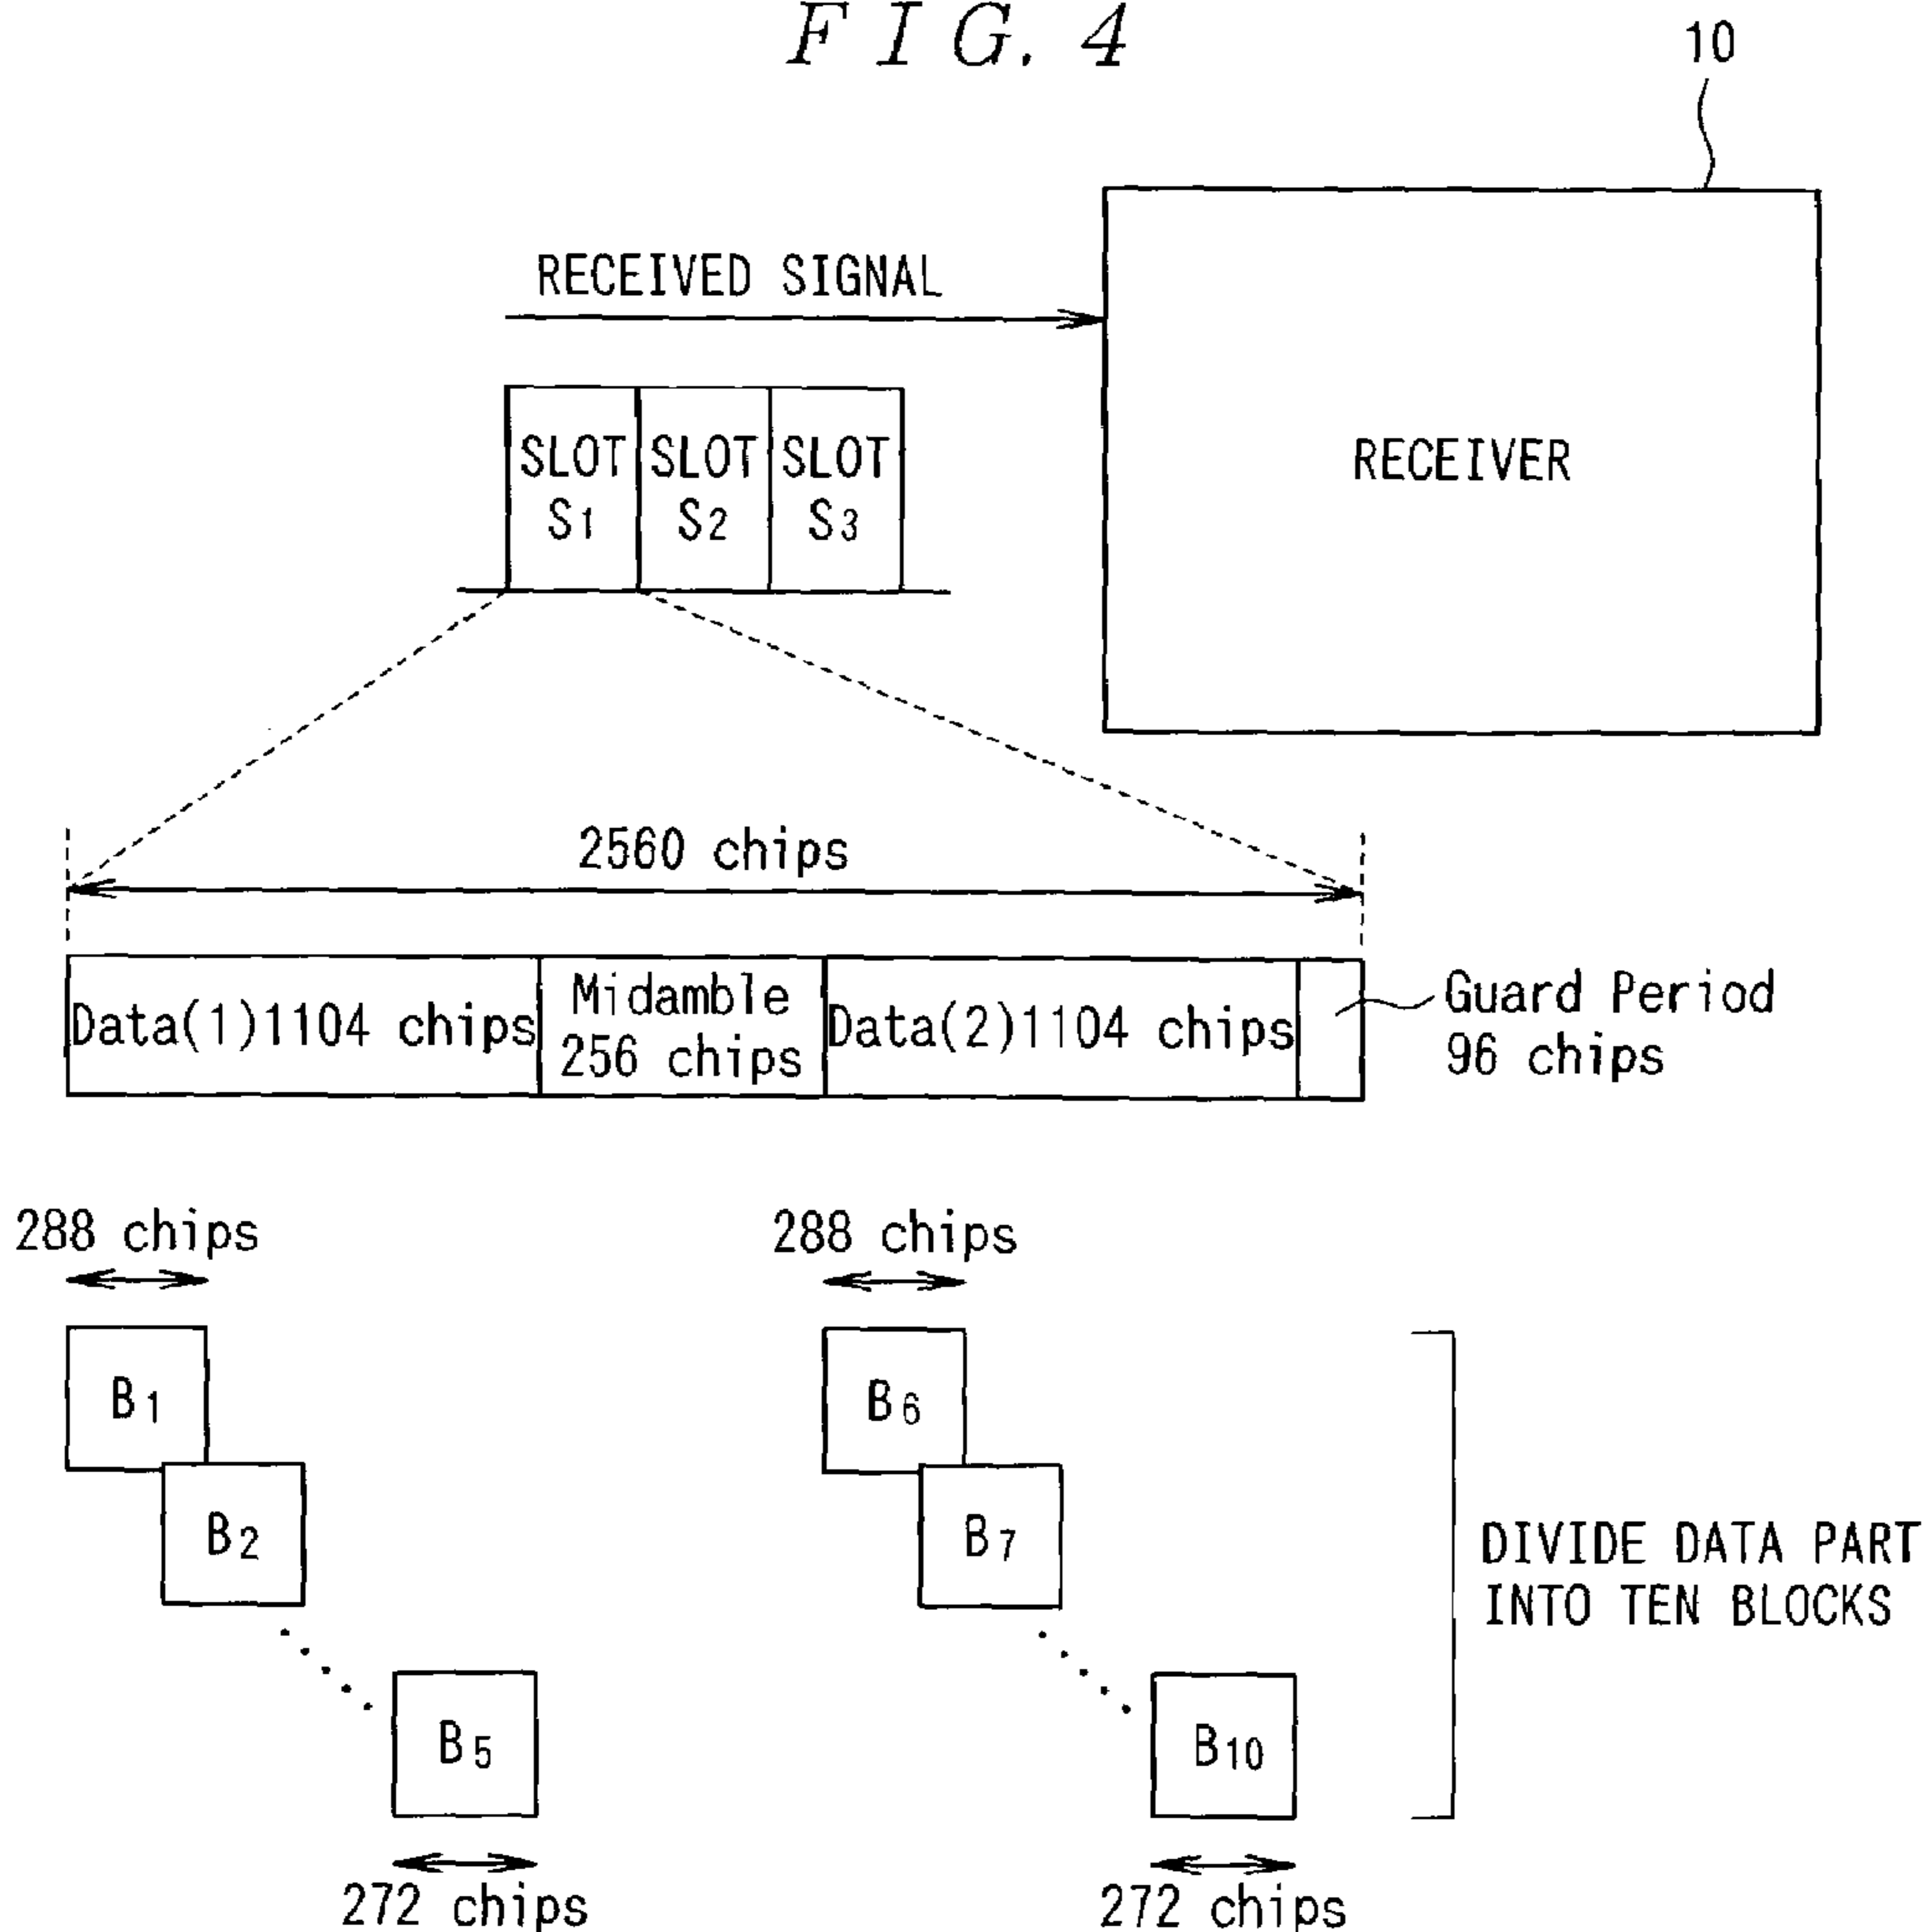 FIG. 4
10
RECEIVED SIGNAL
RECEIVER
SLOT SLOT SLOT
S1 S2 S3
2560 chips
Data(1)1104 chips
Midamble
256 chips
Data(2)1104 chips
Guard Period
96 chips
288 chips
288 chips
B1
B6
B2
B7
DIVIDE DATA PART
INTO TEN BLOCKS
B5
B10
272 chips
272 chips